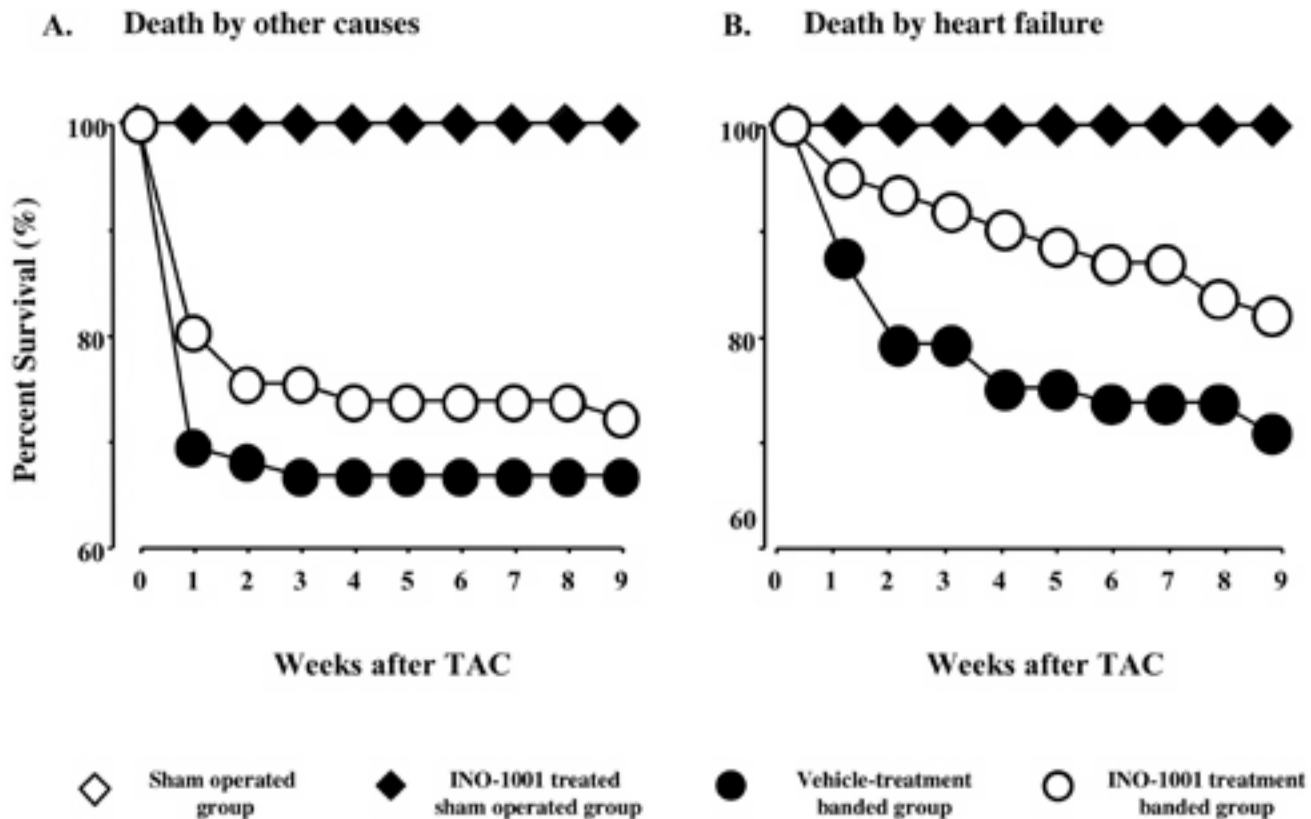 A. Death by other causes
B. Death by heart failure
Percent Survival (%)
100
80
60
0 1 2 3 4 5 6 7 8 9
Weeks after TAC
100
80
60
0 1 2 3 4 5 6 7 8 9
Weeks after TAC
Sham operated
group
INO-1001 treated
sham operated group
Vehicle-treatment
banded group
INO-1001 treatment
banded group